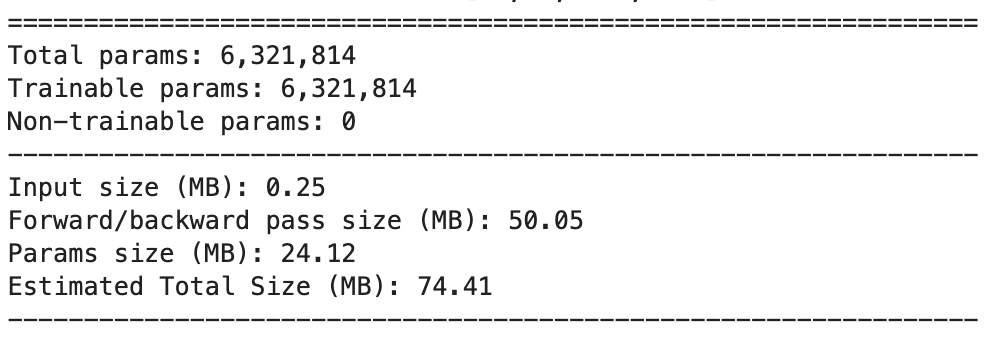 ================================================================
Total params: 6,321,814
Trainable params: 6,321,814
Non-trainable params: 0
----------------------------------------------------------------
Input size (MB): 0.25
Forward/backward pass size (MB): 50.05
Params size (MB): 24.12
Estimated Total Size (MB): 74.41
----------------------------------------------------------------